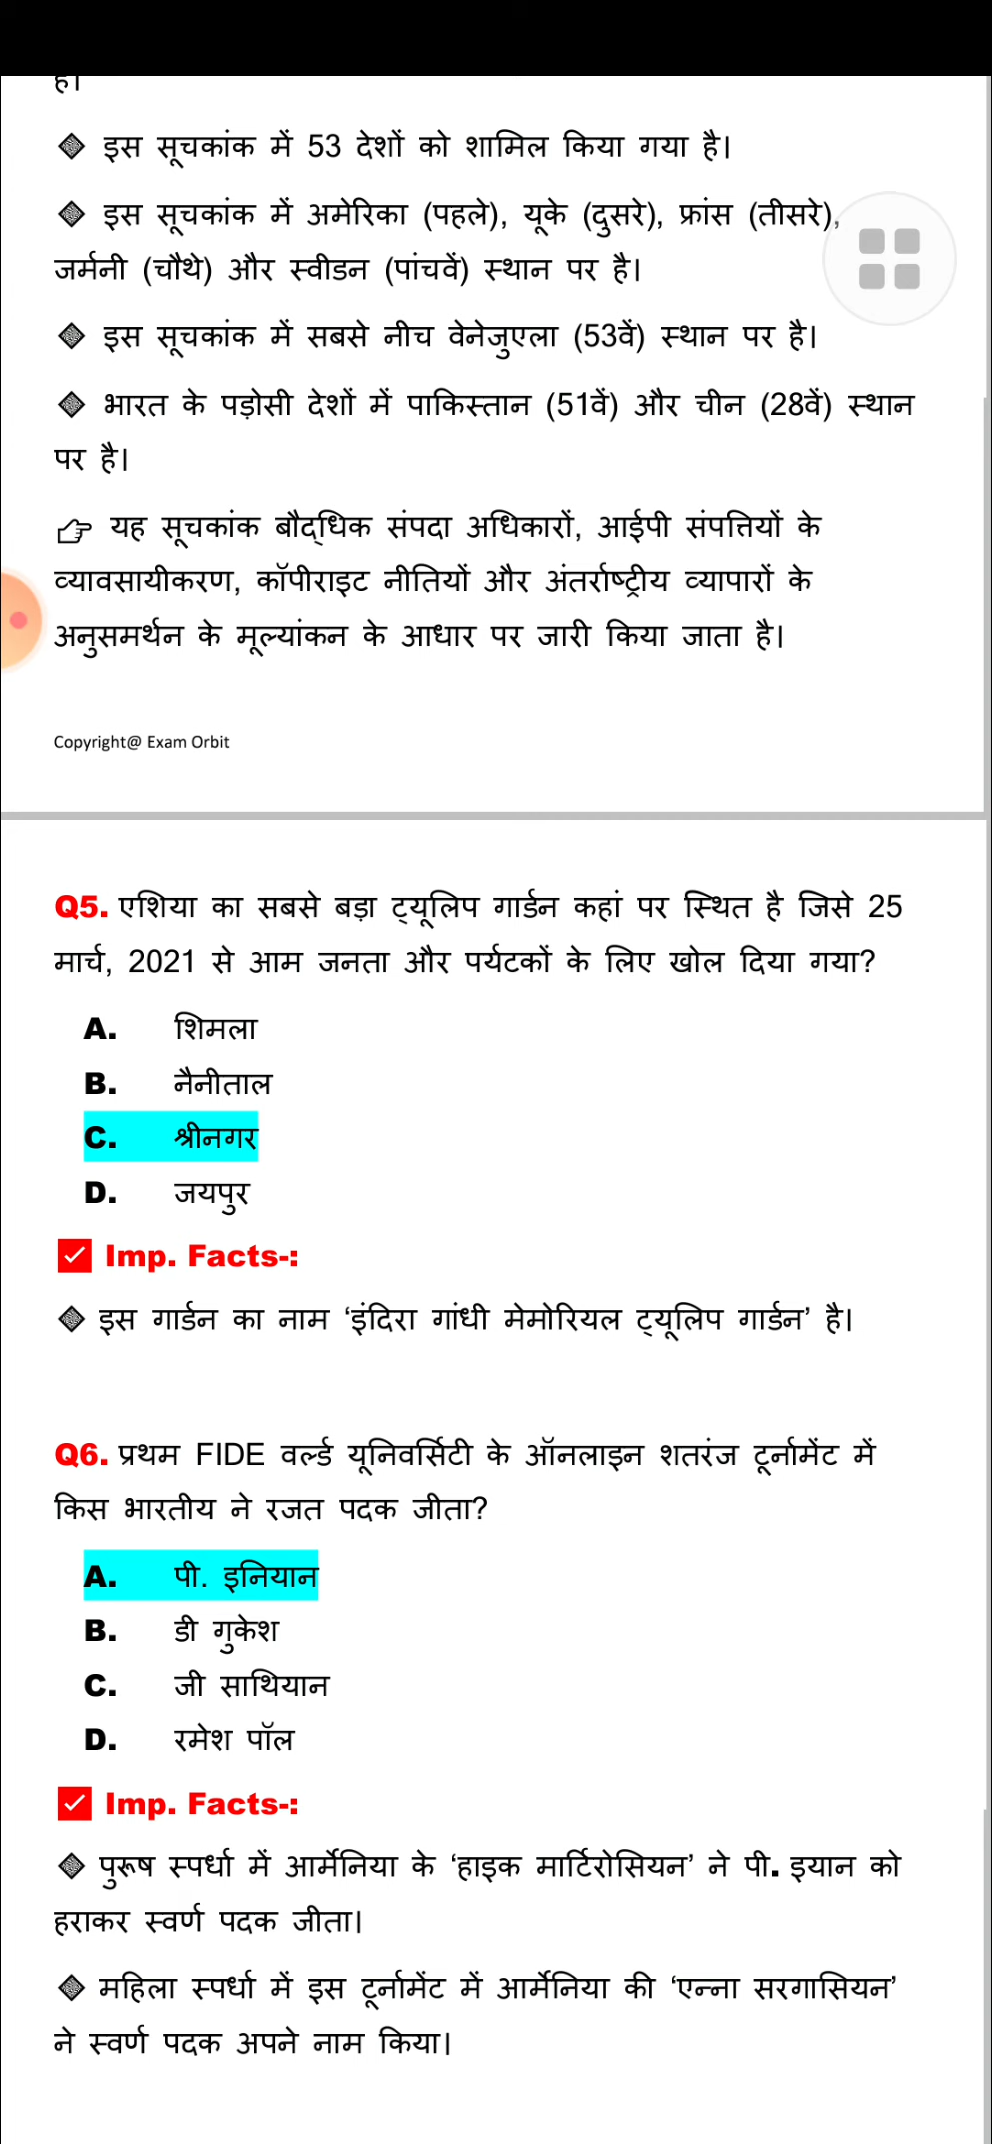 है।
◈ इस सूचकांक में 53 देशों को शामिल किया गया है।
◈ इस सूचकांक में अमेरिका (पहले), यूके (दुसरे), फ्रांस (तीसरे),
जर्मनी (चौथे) और स्वीडन (पांचवें) स्थान पर है।
◈ इस सूचकांक में सबसे नीच वेनेजुएला (53वें) स्थान पर है।
◈ भारत के पड़ोसी देशों में पाकिस्तान (51वें) और चीन (28वें) स्थान
पर है।
☞ यह सूचकांक बौद्धिक संपदा अधिकारों, आईपी संपत्तियों के
व्यावसायीकरण, कॉपीराइट नीतियों और अंतर्राष्ट्रीय व्यापारों के
अनुसमर्थन के मूल्यांकन के आधार पर जारी किया जाता है।
Copyright@ Exam Orbit
Q5. एशिया का सबसे बड़ा ट्यूलिप गार्डन कहां पर स्थित है जिसे 25
मार्च, 2021 से आम जनता और पर्यटकों के लिए खोल दिया गया?
A. शिमला
B. नैनीताल
C. श्रीनगर
D. जयपुर
Imp. Facts-:
◈ इस गार्डन का नाम ‘इंदिरा गांधी मेमोरियल ट्यूलिप गार्डन’ है।
Q6. प्रथम FIDE वर्ल्ड यूनिवर्सिटी के ऑनलाइन शतरंज टूर्नामेंट में
किस भारतीय ने रजत पदक जीता?
A. पी. इनियान
B. डी गुकेश
C. जी साथियान
D. रमेश पॉल
Imp. Facts-:
◈ पुरूष स्पर्धा में आर्मेनिया के ‘हाइक मार्टिरोसियन’ ने पी. इयान को
हराकर स्वर्ण पदक जीता।
◈ महिला स्पर्धा में इस टूर्नामेंट में आर्मेनिया की ‘एन्ना सरगासियन’
ने स्वर्ण पदक अपने नाम किया।